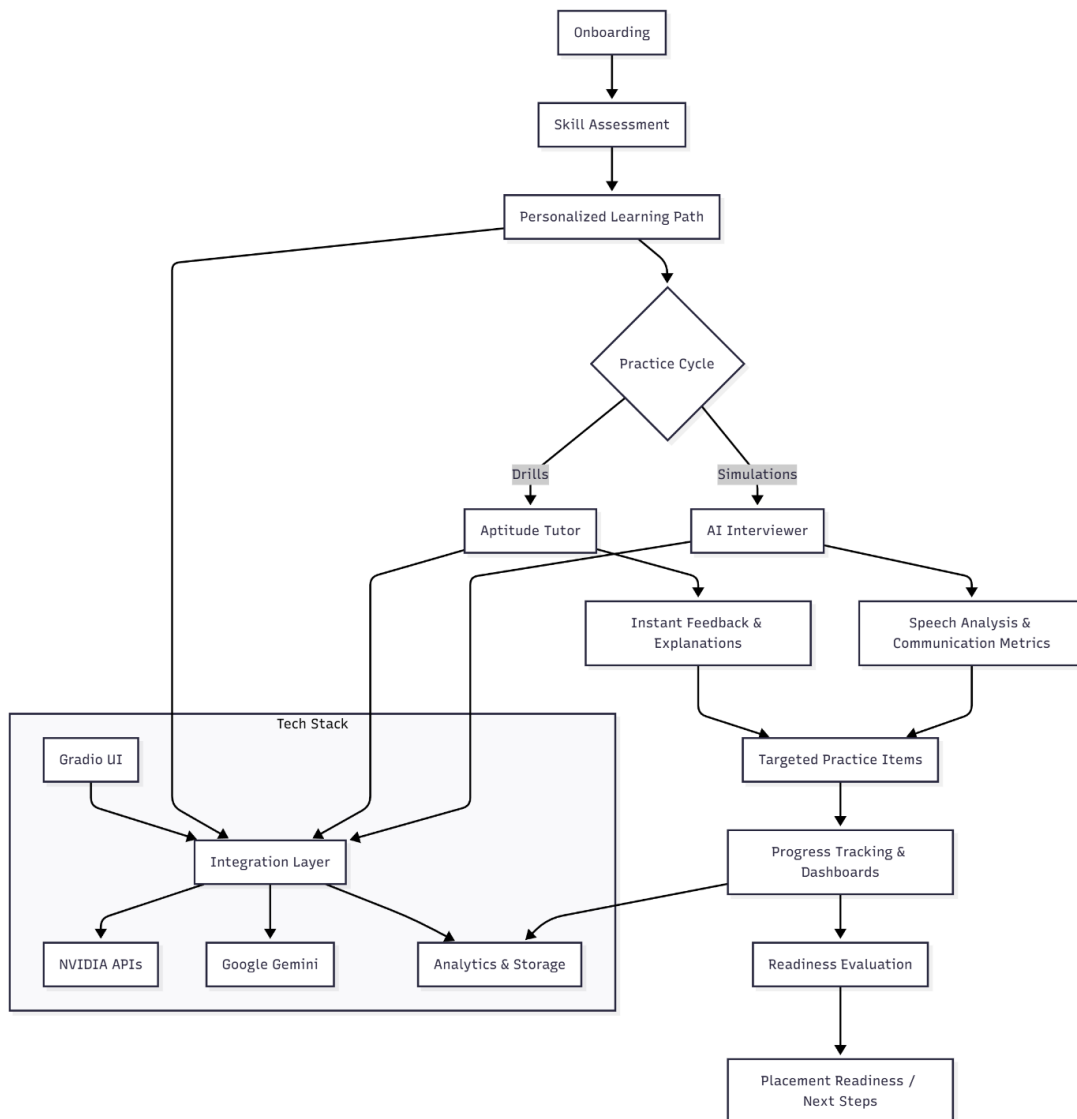 Onboarding
Skill Assessment
Personalized Learning Path
Practice Cycle
Drills
Simulations
Aptitude Tutor
AI Interviewer
Instant Feedback &
Explanations
Speech Analysis &
Communication Metrics
Tech Stack
Gradio UI
Targeted Practice Items
Integration Layer
Progress Tracking &
Dashboards
NVIDIA APIs
Google Gemini
Analytics & Storage
Readiness Evaluation
Placement Readiness /
Next Steps